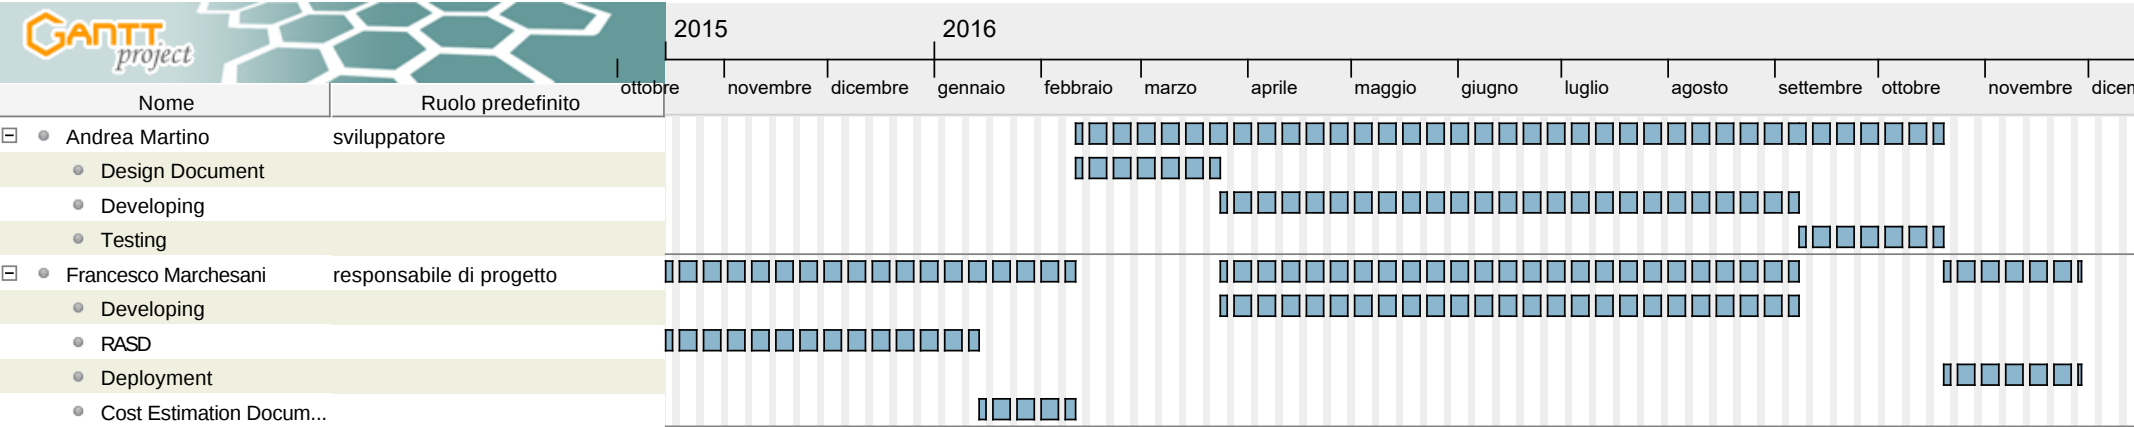 GANTT
project
2015 2016
ottobre novembre dicembre gennaio febbraio marzo aprile maggio giugno luglio agosto settembre ottobre novembre dicem
Nome Ruolo predefinito
Andrea Martino sviluppatore
Design Document
Developing
Testing
Francesco Marchesani responsabile di progetto
Developing
RASD
Deployment
Cost Estimation Docum...